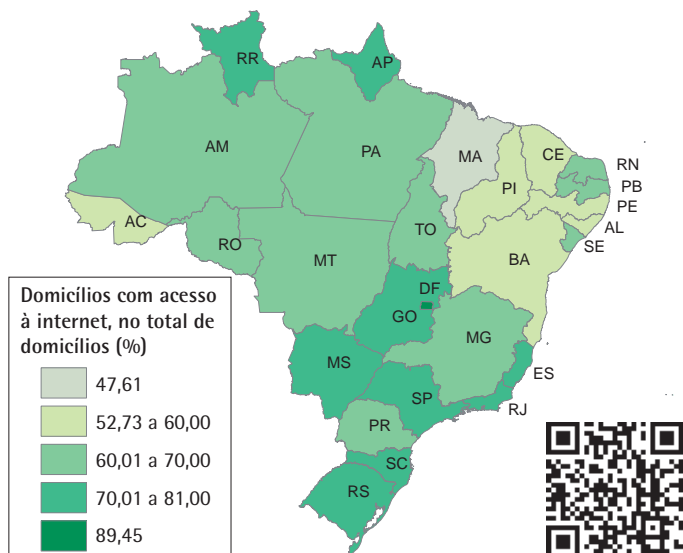 RR
AP
AM
PA
MA
CE
RN
PI
PB
PE
AC
TO
AL
RO
SE
MT
BA
DF
GO
MG
MS
ES
SP
RJ
PR
SC
RS
Domicílios com acesso
à internet, no total de
domicílios (%)
47,61
52,73 a 60,00
60,01 a 70,00
70,01 a 81,00
89,45